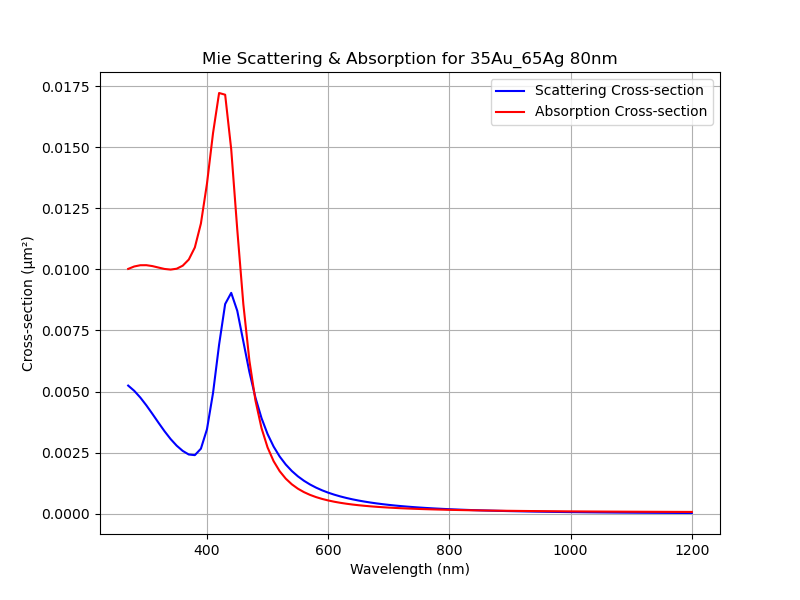 Mie Scattering & Absorption for 35Au_65Ag 80nm
Scattering Cross-section
Absorption Cross-section
Cross-section (μm²)
0.0175
0.0150
0.0125
0.0100
0.0075
0.0050
0.0025
0.0000
400 600 800 1000 1200
Wavelength (nm)